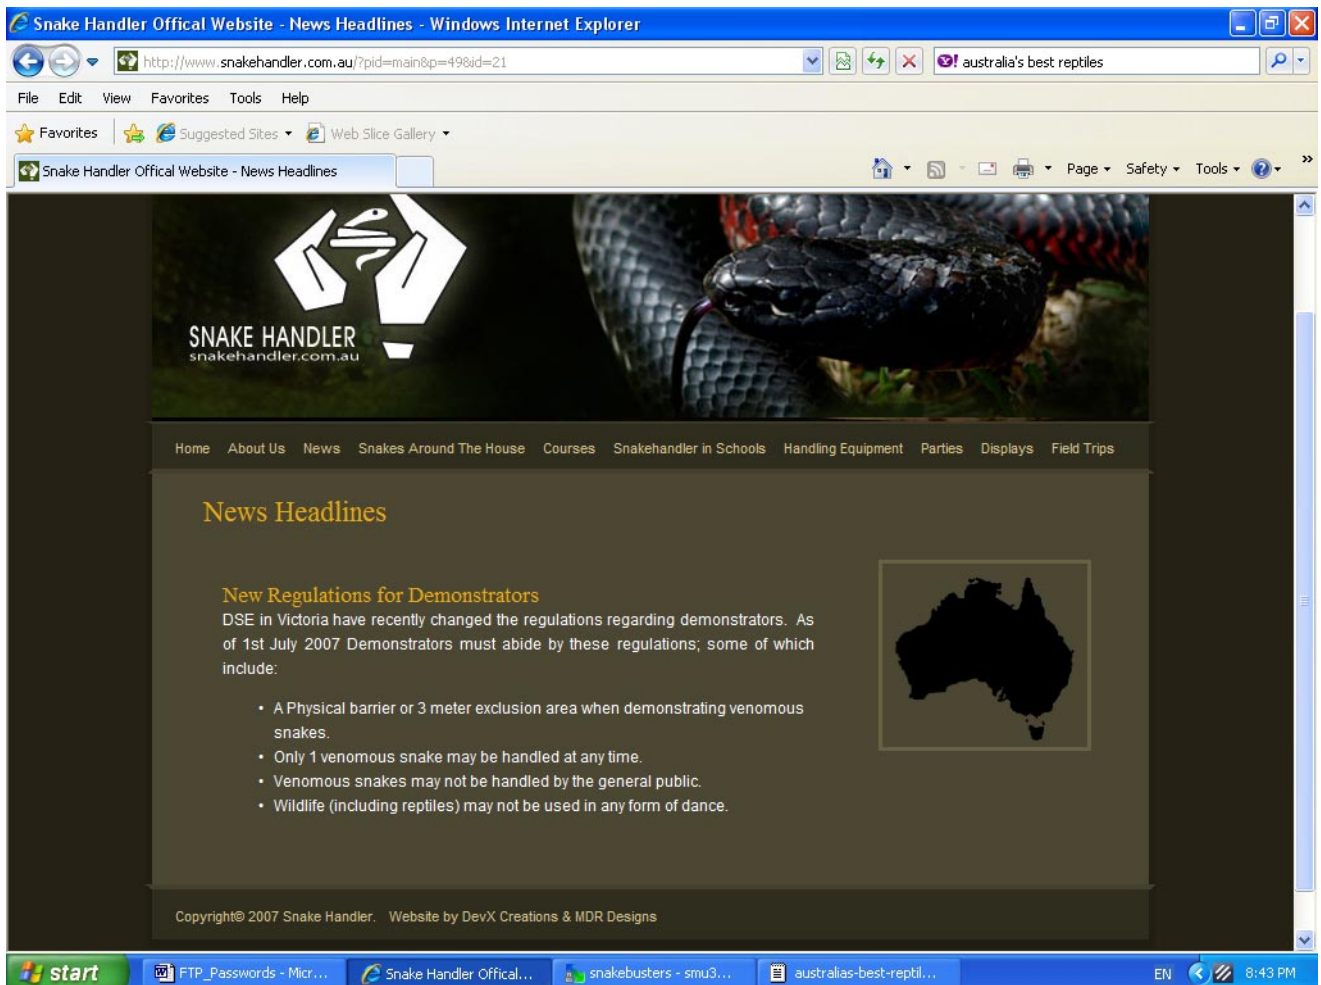 Snake Handler Offical Website - News Headlines - Windows Internet Explorer
http://www.snakehandler.com.au/?pid=main&p=49&id=21
australia's best reptiles
File Edit View Favorites Tools Help
Favorites Suggested Sites Web Slice Gallery
Snake Handler Offical Website - News Headlines
Page Safety Tools
SNAKE HANDLER
snakehandler.com.au
Home About Us News Snakes Around The House Courses Snakehandler in Schools Handling Equipment Parties Displays Field Trips
News Headlines
New Regulations for Demonstrators
DSE in Victoria have recently changed the regulations regarding demonstrators. As
of 1st July 2007 Demonstrators must abide by these regulations; some of which
include:
• A Physical barrier or 3 meter exclusion area when demonstrating venomous
snakes.
• Only 1 venomous snake may be handled at any time.
• Venomous snakes may not be handled by the general public.
• Wildlife (including reptiles) may not be used in any form of dance.
Copyright© 2007 Snake Handler. Website by DevX Creations & MDR Designs
start FTP_Passwords - Micr... Snake Handler Offical... snakebusters - smu3... australias-best-reptil... EN 8:43 PM